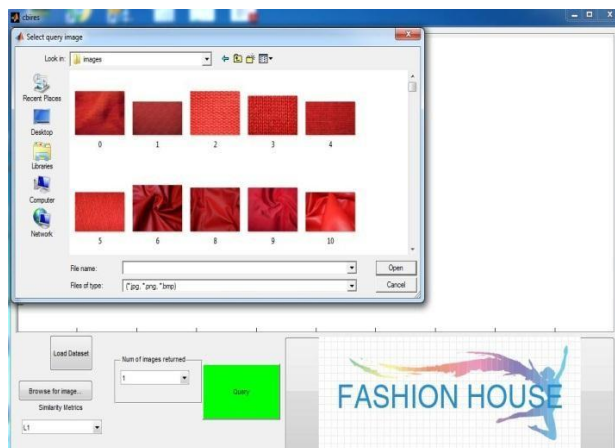 cbires
Select query image
Look in:
images
Recent Places
Desktop
Libraries
Computer
Network
0 1 2 3 4
5 6 8 9 10
File name:
Open
Files of type:
(*.jpg, *.png, *.bmp)
Cancel
Load Dataset
Browse for image...
Similarity Metrics
L1
Num of images returned
1
Query
FASHION HOUSE